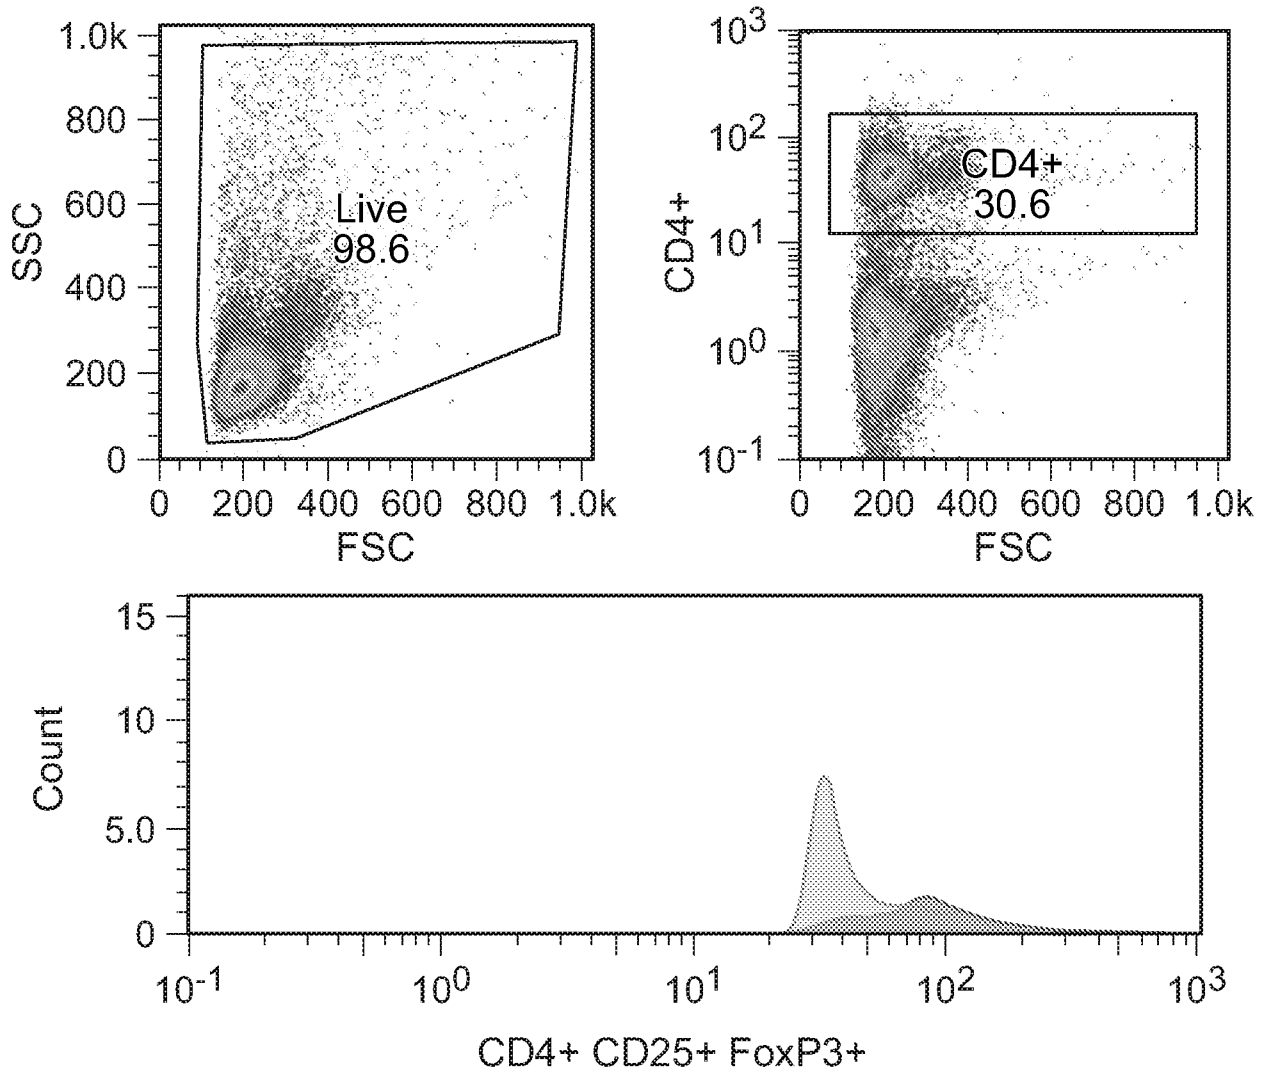 1.0k
800
600
400
200
0
SSC
Live
98.6
0 200 400 600 800 1.0k
FSC
10³
10²
10¹
10⁰
10⁻¹
CD4+
CD4+
30.6
0 200 400 600 800 1.0k
FSC
15
10
5.0
0
Count
10⁻¹ 10⁰ 10¹ 10² 10³
CD4+ CD25+ FoxP3+